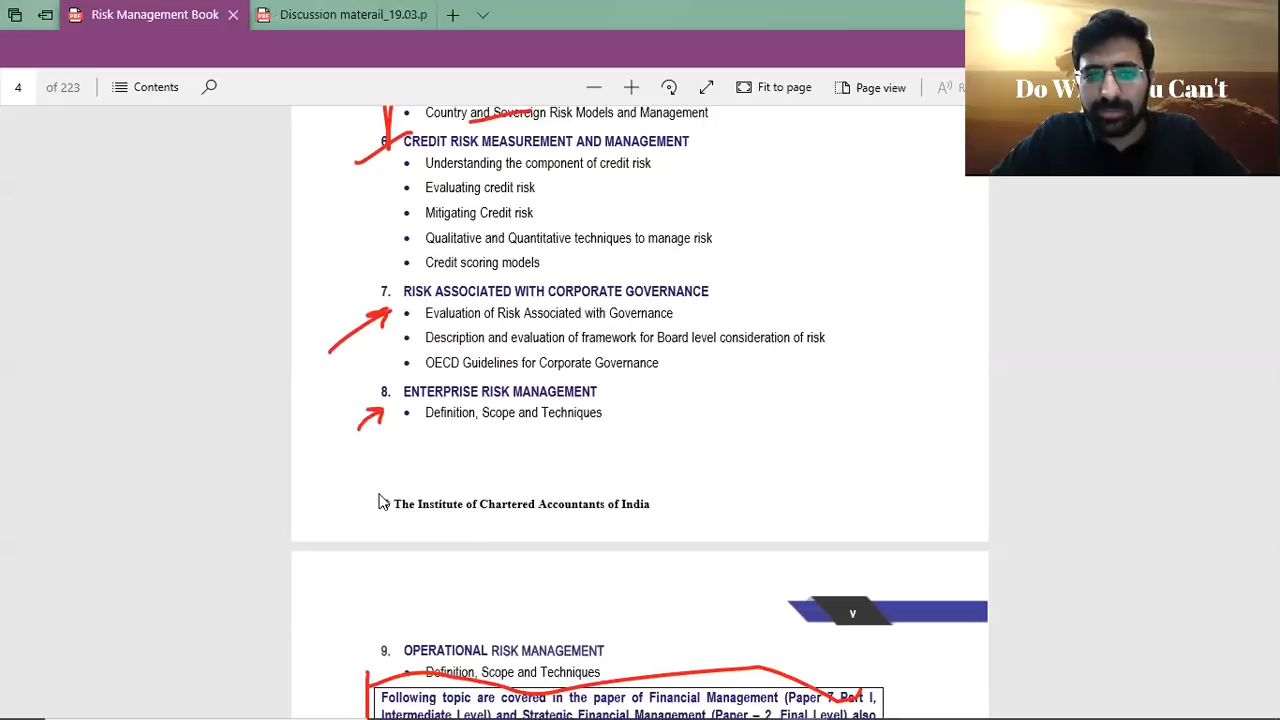 Risk Management Book
Discussion materail_19.03.p
4 of 223
Contents
Fit to page
Page view
Do W u Can't
• Country and Sovereign Risk Models and Management
6. CREDIT RISK MEASUREMENT AND MANAGEMENT
• Understanding the component of credit risk
• Evaluating credit risk
• Mitigating Credit risk
• Qualitative and Quantitative techniques to manage risk
• Credit scoring models
7. RISK ASSOCIATED WITH CORPORATE GOVERNANCE
• Evaluation of Risk Associated with Governance
• Description and evaluation of framework for Board level consideration of risk
• OECD Guidelines for Corporate Governance
8. ENTERPRISE RISK MANAGEMENT
• Definition, Scope and Techniques
The Institute of Chartered Accountants of India
v
9. OPERATIONAL RISK MANAGEMENT
• Definition, Scope and Techniques
Following topic are covered in the paper of Financial Management (Paper 7 Part I,
Intermediate Level) and Strategic Financial Management (Paper – 2, Final Level) also